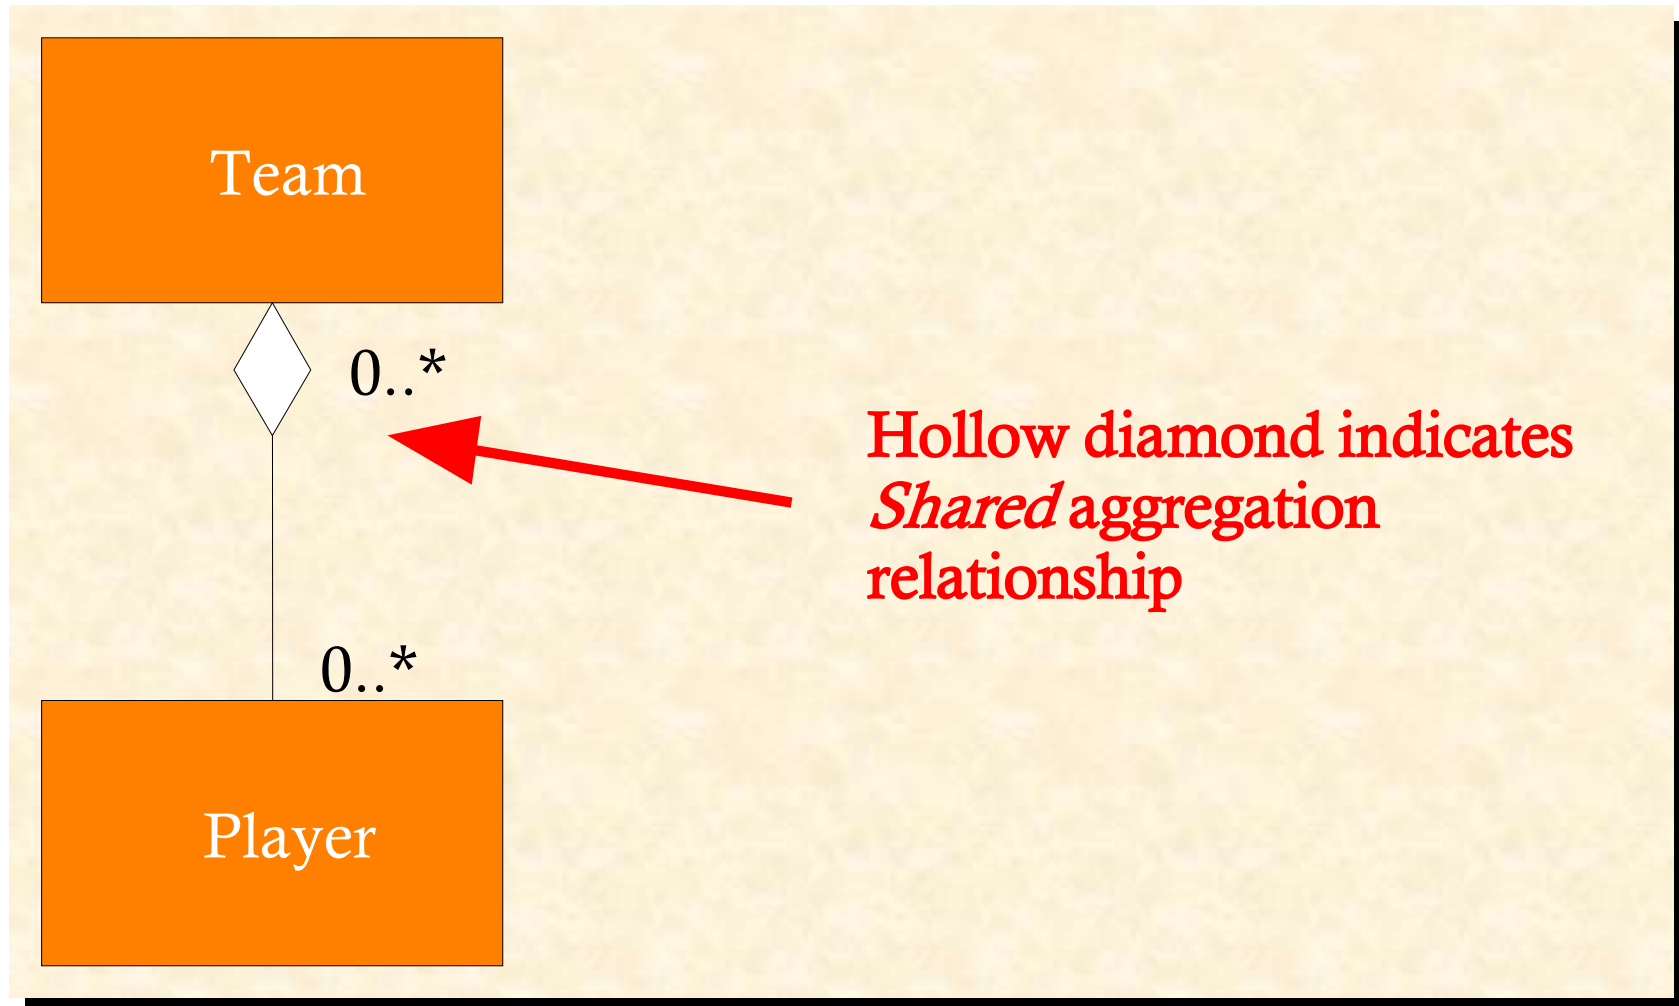 Team
0..*
Hollow diamond indicates
Shared aggregation
relationship
0..*
Player